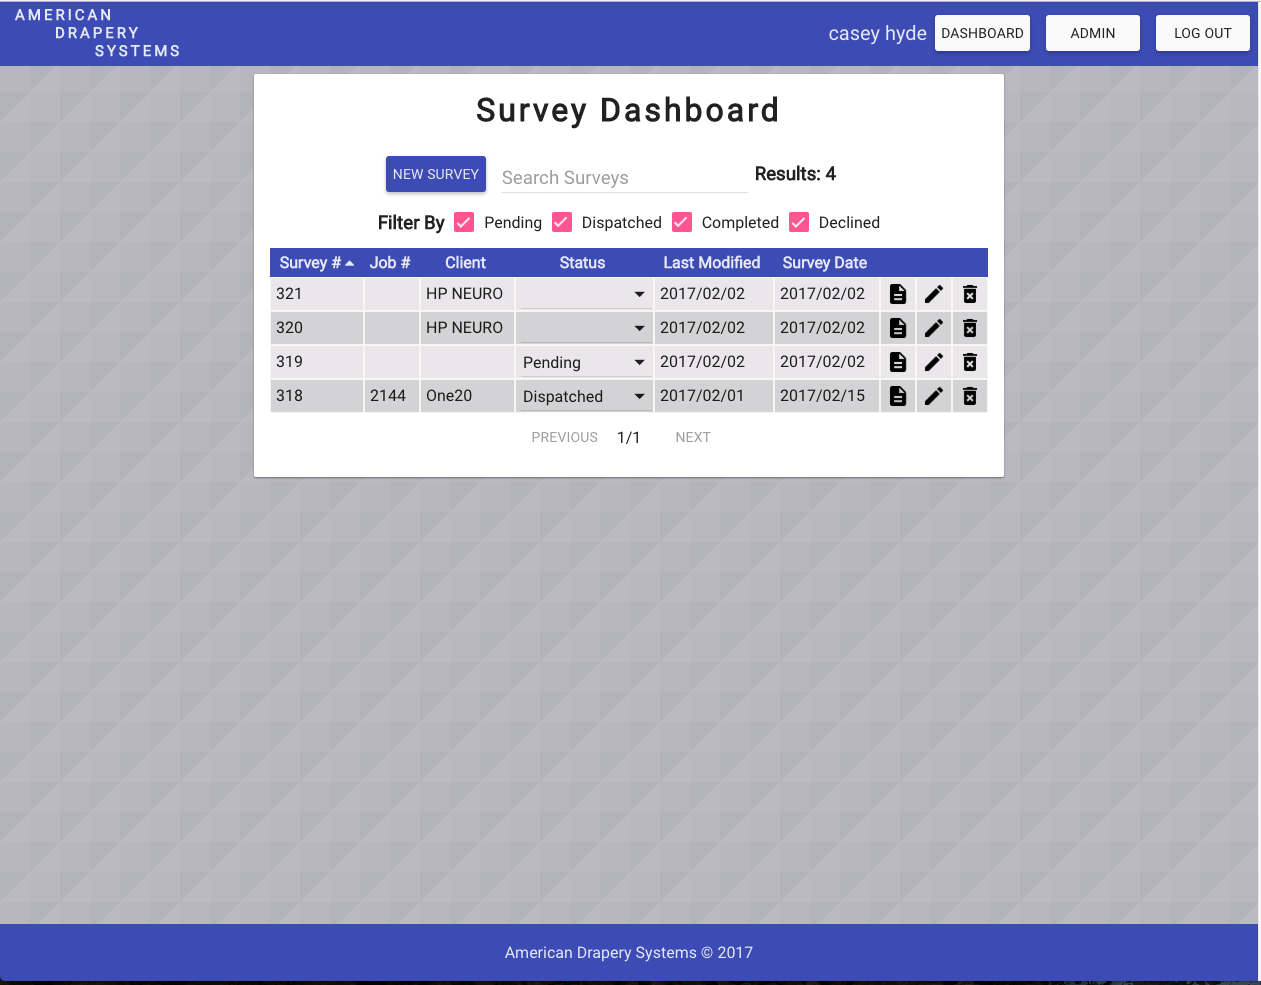 AMERICAN
DRAPERY
SYSTEMS
casey hyde DASHBOARD ADMIN LOG OUT
Survey Dashboard
NEW SURVEY Search Surveys Results: 4
Filter By Pending Dispatched Completed Declined
Survey # Job # Client Status Last Modified Survey Date
321 HP NEURO 2017/02/02 2017/02/02
320 HP NEURO 2017/02/02 2017/02/02
319 Pending 2017/02/02 2017/02/02
318 2144 One20 Dispatched 2017/02/01 2017/02/15
PREVIOUS 1/1 NEXT
American Drapery Systems © 2017